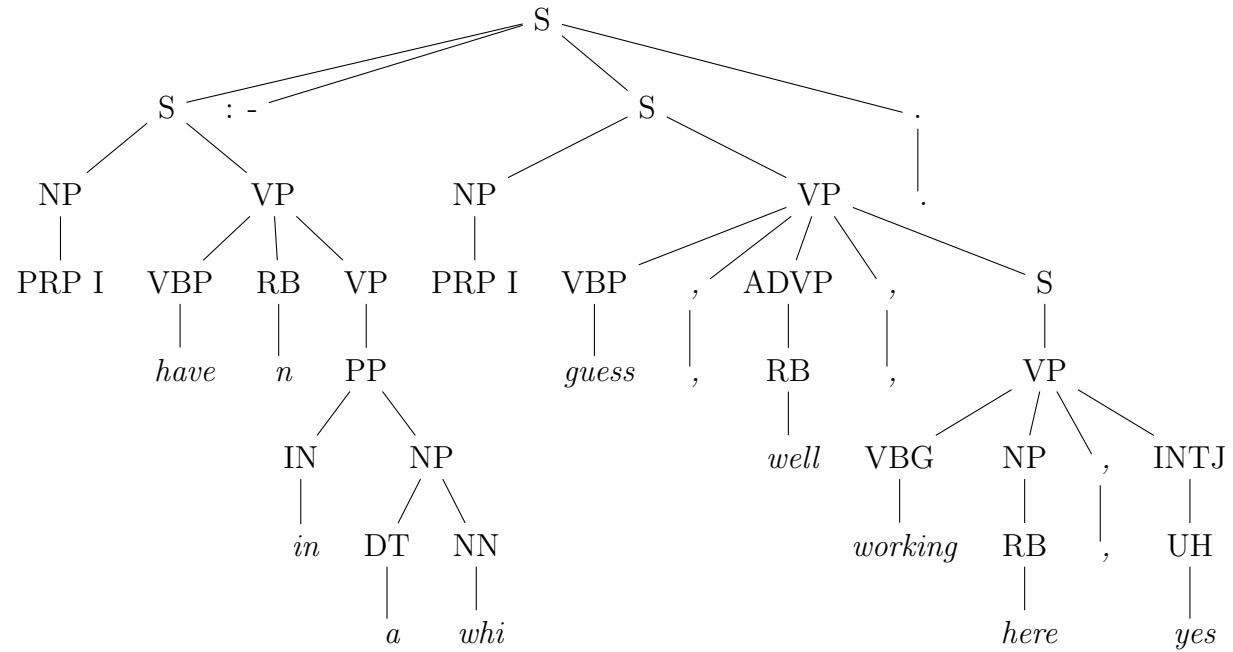 S
S : - S .
NP VP NP VP .
PRP I VBP RB VP PRP I VBP , ADVP , S
have n PP guess , RB , VP
IN NP well VBG NP , INTJ
in DT NN working RB , UH
a whi here yes